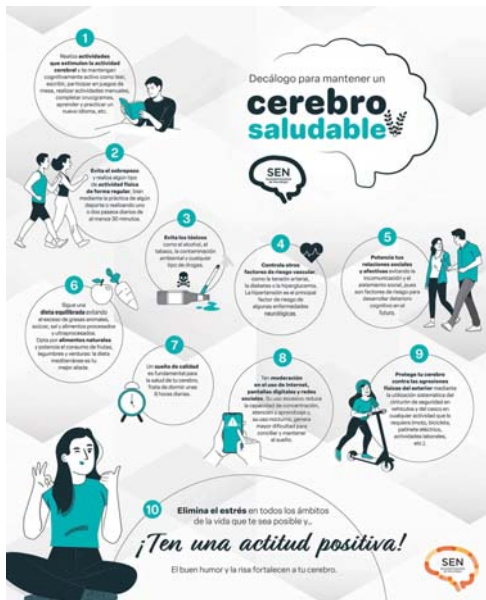 Decálogo para mantener un
cerebro
saludable
SEN
1
Realiza actividades
que estimulen la actividad
cerebral y te mantengan
cognitivamente activo como leer,
escribir, participar en juegos de
mesa, realizar actividades manuales,
completar crucigramas,
aprender y practicar un
nuevo idioma, etc.
2
Evita el sobrepeso
y realiza algún tipo
de actividad física
de forma regular, bien
mediante la práctica de algún
deporte o realizando uno
o dos paseos diarios de
al menos 30 minutos.
3
Evita los tóxicos
como el alcohol, el
tabaco, la contaminación
ambiental y cualquier
tipo de drogas.
4
Controla otros
factores de riesgo vascular,
como la tensión arterial,
la diabetes o la hiperglucemia.
La hipertensión es el principal
factor de riesgo de
algunas enfermedades
neurológicas.
5
Potencia tus
relaciones sociales
y afectivas evitando la
incomunicación y el
aislamiento social, pues
son factores de riesgo para
desarrollar deterioro
cognitivo en el
futuro.
6
Sigue una
dieta equilibrada evitando
el exceso de grasas animales,
azúcar, sal y alimentos procesados
y ultraprocesados.
Opta por alimentos naturales
y potencia el consumo de frutas,
legumbres y verduras: la dieta
mediterránea es tu
mejor aliada.
7
Un sueño de calidad
es fundamental para
la salud de tu cerebro.
Trata de dormir unas
8 horas diarias.
8
Ten moderación
en el uso de Internet,
pantallas digitales y redes
sociales. Su uso excesivo reduce
la capacidad de concentración,
atención y aprendizaje y,
su uso nocturno, genera
mayor dificultad para
conciliar y mantener
el sueño.
9
Protege tu cerebro
contra las agresiones
físicas del exterior mediante
la utilización sistemática del
cinturón de seguridad en
vehículos y del casco en
cualquier actividad que lo
requiera (moto, bicicleta,
patinete eléctrico,
actividades laborales,
etc.).
10
Elimina el estrés en todos los ámbitos
de la vida que te sea posible y...
¡Ten una actitud positiva!
El buen humor y la risa fortalecen a tu cerebro.
SEN